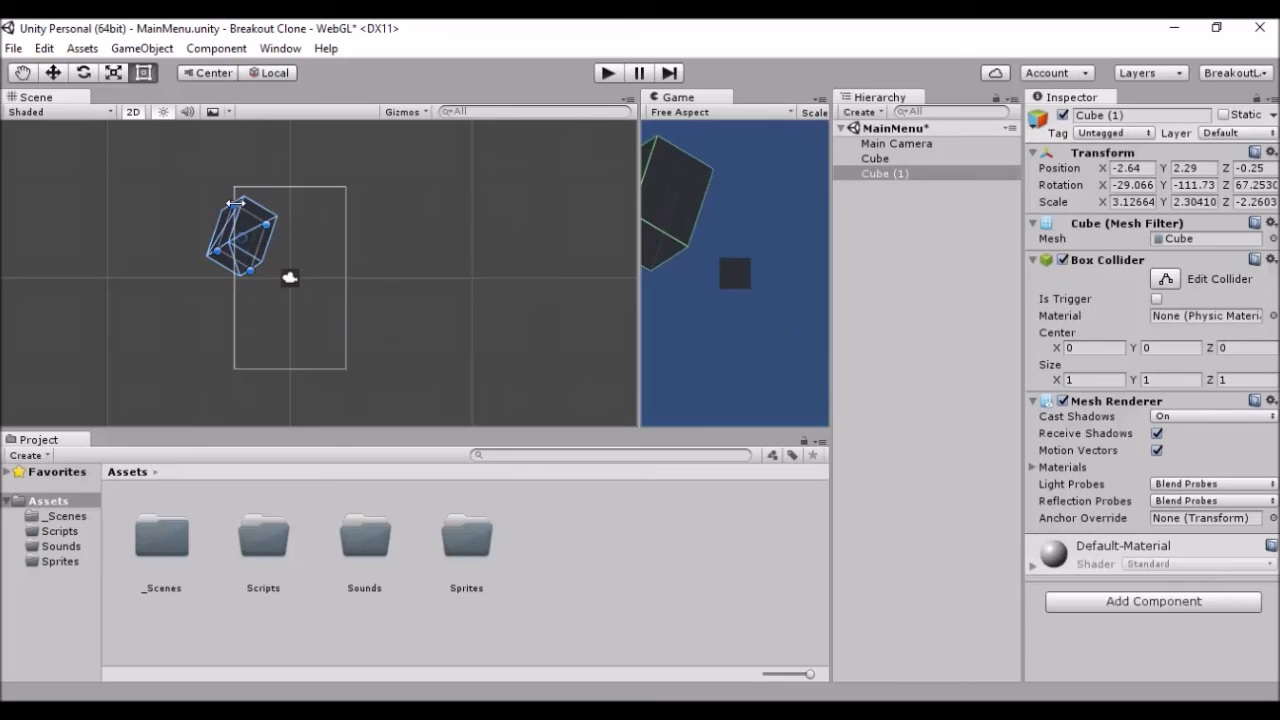 Unity Personal (64bit) - MainMenu.unity - Breakout Clone - WebGL* <DX11>
File Edit Assets GameObject Component Window Help
Center Local Account Layers BreakoutL
Scene Game Hierarchy Inspector
Shaded 2D Gizmos All Free Aspect Scale Create All
Cube (1) Static
Tag Untagged Layer Default
MainMenu*
Main Camera
Cube
Cube (1)
Transform
Position X -2.64 Y 2.29 Z -0.25
Rotation X -29.066 Y -111.73 Z 67.2530
Scale X 3.12664 Y 2.30410 Z -2.2603
Cube (Mesh Filter)
Mesh Cube
Box Collider
Edit Collider
Is Trigger
Material None (Physic Materi
Center
X 0 Y 0 Z 0
Size
X 1 Y 1 Z 1
Mesh Renderer
Cast Shadows On
Receive Shadows
Motion Vectors
Materials
Light Probes Blend Probes
Reflection Probes Blend Probes
Anchor Override None (Transform)
Default-Material
Shader Standard
Add Component
Project
Create
Favorites
Assets
_Scenes
Scripts
Sounds
Sprites
Assets
_Scenes Scripts Sounds Sprites